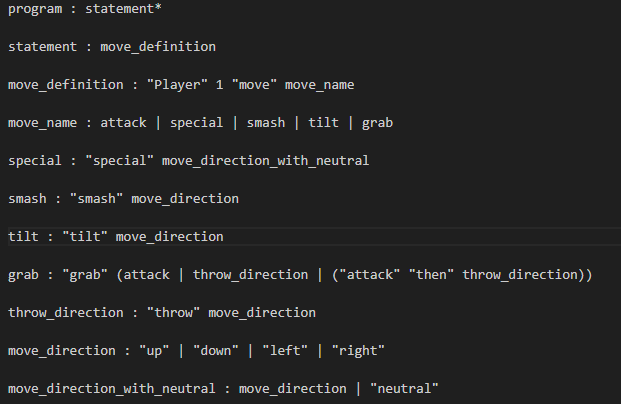 program : statement*
statement : move_definition
move_definition : "Player" 1 "move" move_name
move_name : attack | special | smash | tilt | grab
special : "special" move_direction_with_neutral
smash : "smash" move_direction
tilt : "tilt" move_direction
grab : "grab" (attack | throw_direction | ("attack" "then" throw_direction))
throw_direction : "throw" move_direction
move_direction : "up" | "down" | "left" | "right"
move_direction_with_neutral : move_direction | "neutral"